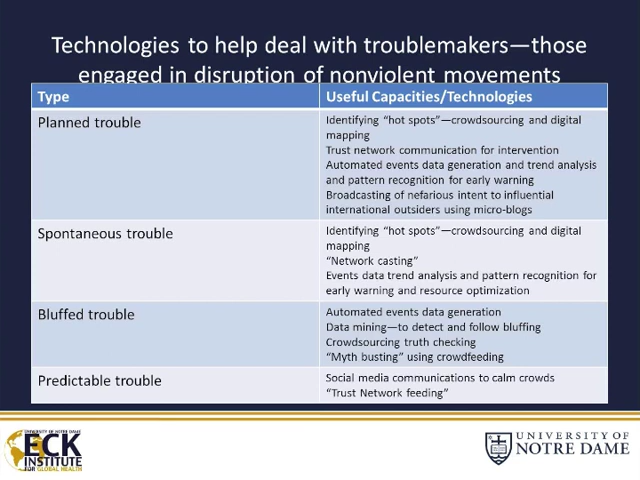 Technologies to help deal with troublemakers—those
engaged in disruption of nonviolent movements
Type
Useful Capacities/Technologies
Planned trouble
Identifying “hot spots”—crowdsourcing and digital
mapping
Trust network communication for intervention
Automated events data generation and trend analysis
and pattern recognition for early warning
Broadcasting of nefarious intent to influential
international outsiders using micro-blogs
Spontaneous trouble
Identifying “hot spots”—crowdsourcing and digital
mapping
“Network casting”
Events data trend analysis and pattern recognition for
early warning and resource optimization
Bluffed trouble
Automated events data generation
Data mining—to detect and follow bluffing
Crowdsourcing truth checking
“Myth busting” using crowdfeeding
Predictable trouble
Social media communications to calm crowds
“Trust Network feeding”
UNIVERSITY OF NOTRE DAME
ECK
INSTITUTE
FOR GLOBAL HEALTH
UNIVERSITY OF
NOTRE DAME